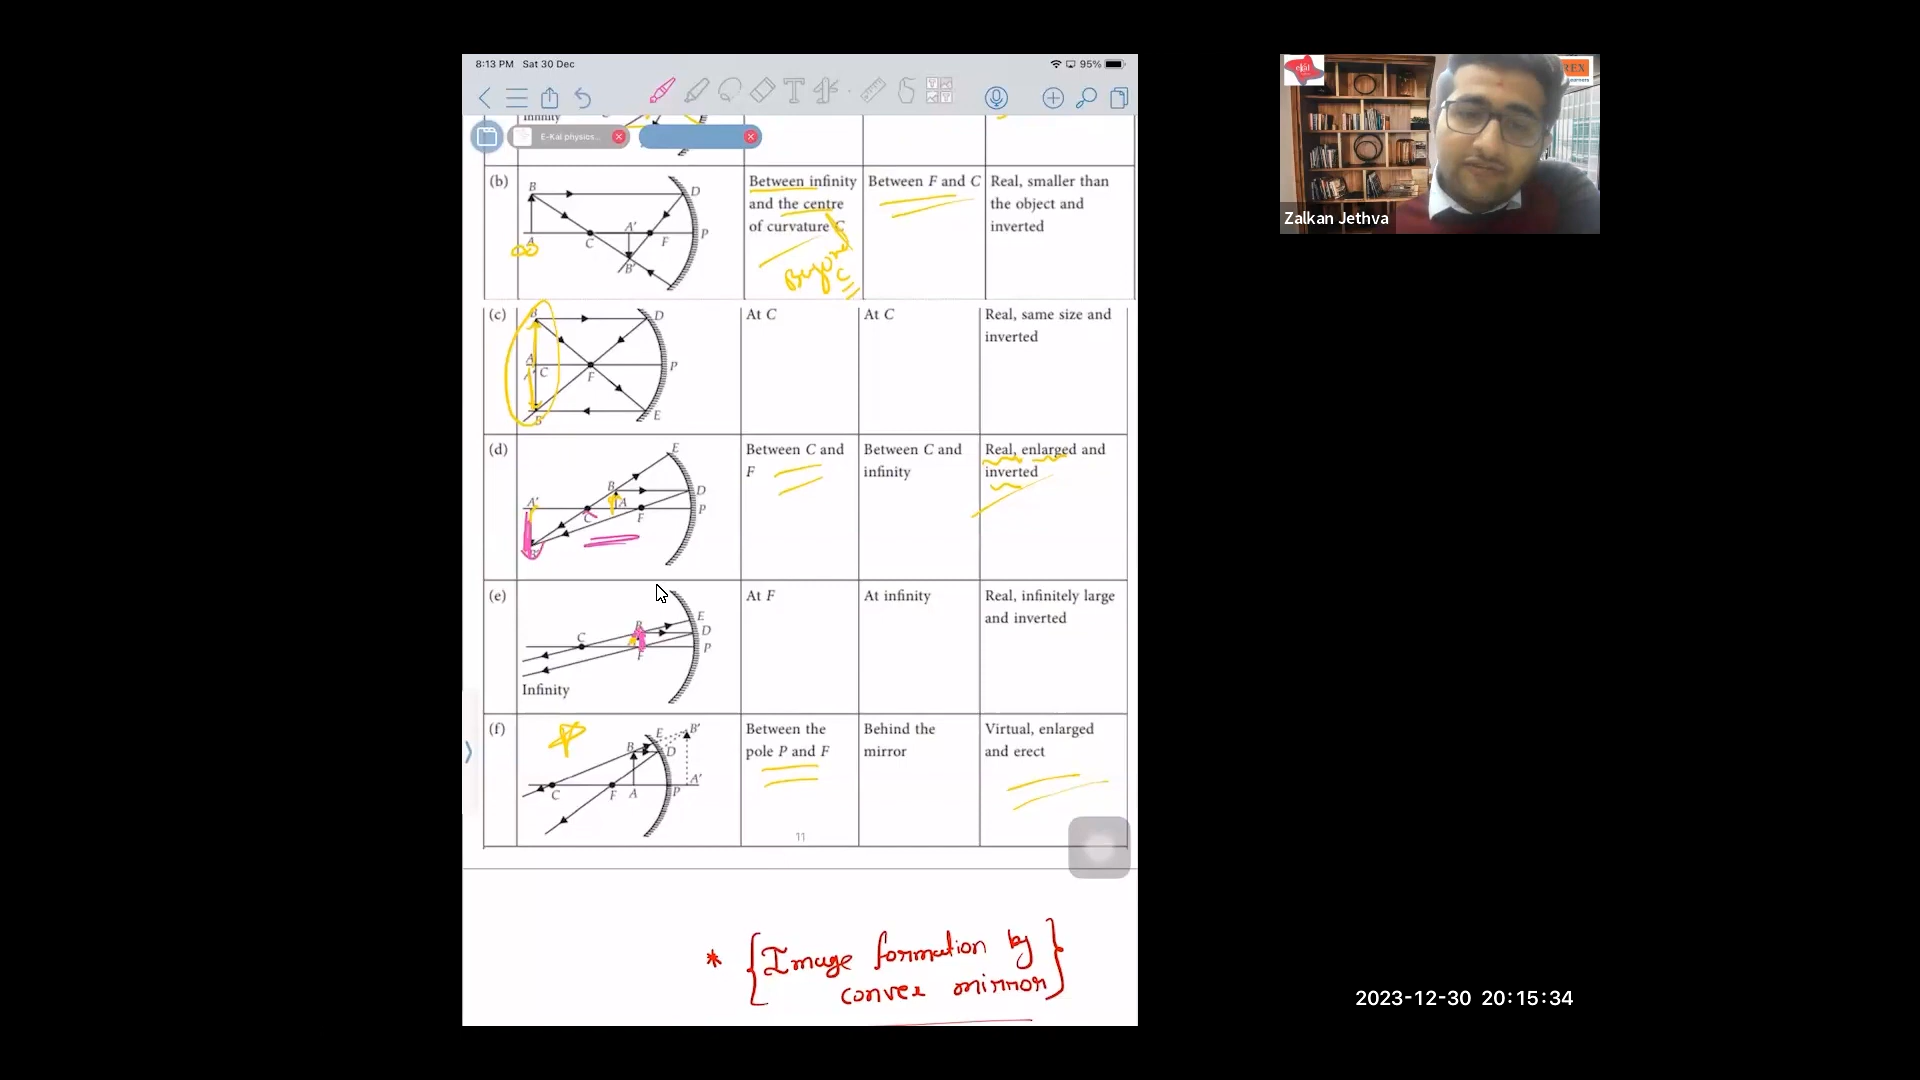 8:13 PM Sat 30 Dec
95%
Infinity
E-Kal physics...
(b)
Between infinity
and the centre
of curvature C
Between F and C
Real, smaller than
the object and
inverted
B
D
A
C
A'
F
P
B'
∞
Beyond
C
(c)
At C
At C
Real, same size and
inverted
B
D
A
A' C
F
P
B'
E
(d)
Between C and
F
Between C and
infinity
Real, enlarged and
inverted
E
B
D
A'
C
A
F
P
B'
(e)
At F
At infinity
Real, infinitely large
and inverted
B
E
D
C
F
P
Infinity
(f)
Between the
pole P and F
Behind the
mirror
Virtual, enlarged
and erect
B
E
B'
D
C
F
A
P
A'
11
* {Image formation by
convex mirror}
Zalkan Jethva
2023-12-30 20:15:34